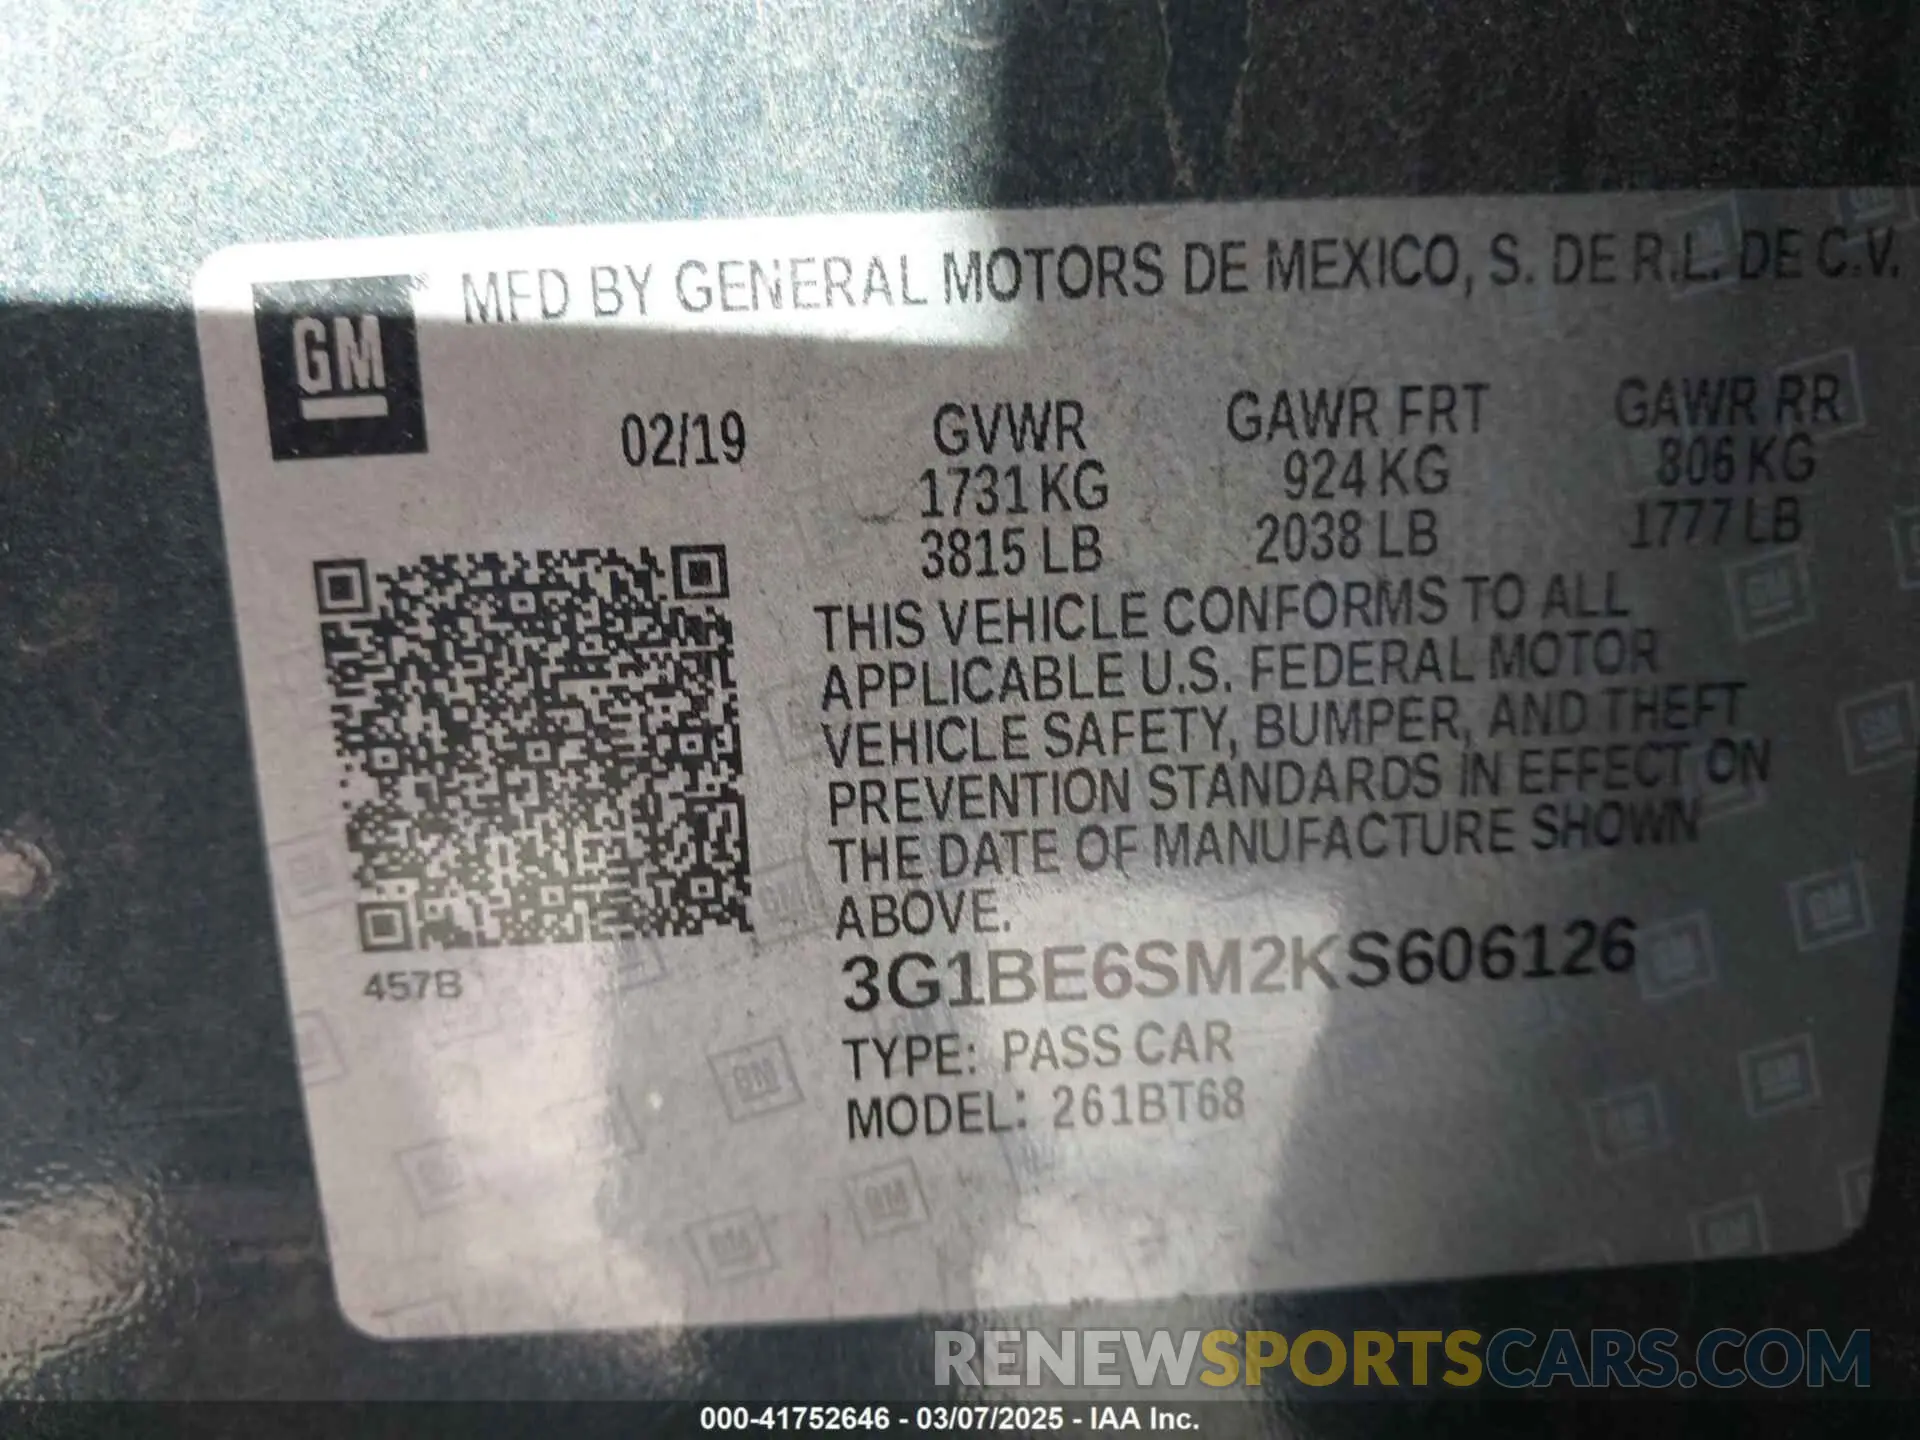 MFD BY GENERAL MOTORS DE MEXICO, S. DE R.L. DE C.V.
GM
02/19
GVWR
1731 KG
3815 LB
GAWR FRT
924 KG
2038 LB
GAWR RR
806 KG
1777 LB
THIS VEHICLE CONFORMS TO ALL
APPLICABLE U.S. FEDERAL MOTOR
VEHICLE SAFETY, BUMPER, AND THEFT
PREVENTION STANDARDS IN EFFECT ON
THE DATE OF MANUFACTURE SHOWN
ABOVE.
457B
3G1BE6SM2KS606126
TYPE: PASS CAR
MODEL: 261BT68
RENEWSPORTSCARS.COM
000-41752646 - 03/07/2025 - IAA Inc.